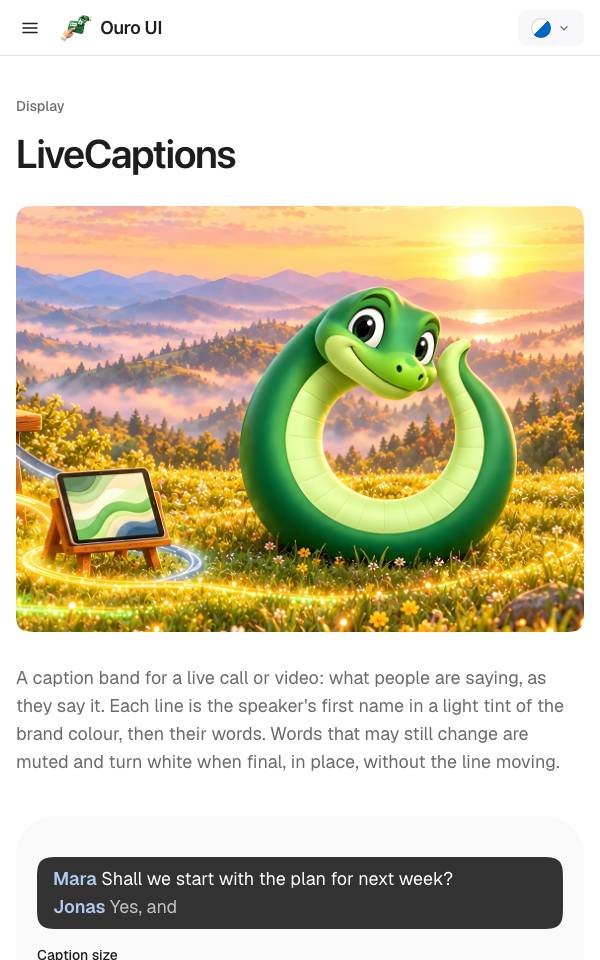 Ouro UI
Display
LiveCaptions
A caption band for a live call or video: what people are saying, as
they say it. Each line is the speaker's first name in a light tint of the
brand colour, then their words. Words that may still change are
muted and turn white when final, in place, without the line moving.
Mara Shall we start with the plan for next week?
Jonas Yes, and
Caption size